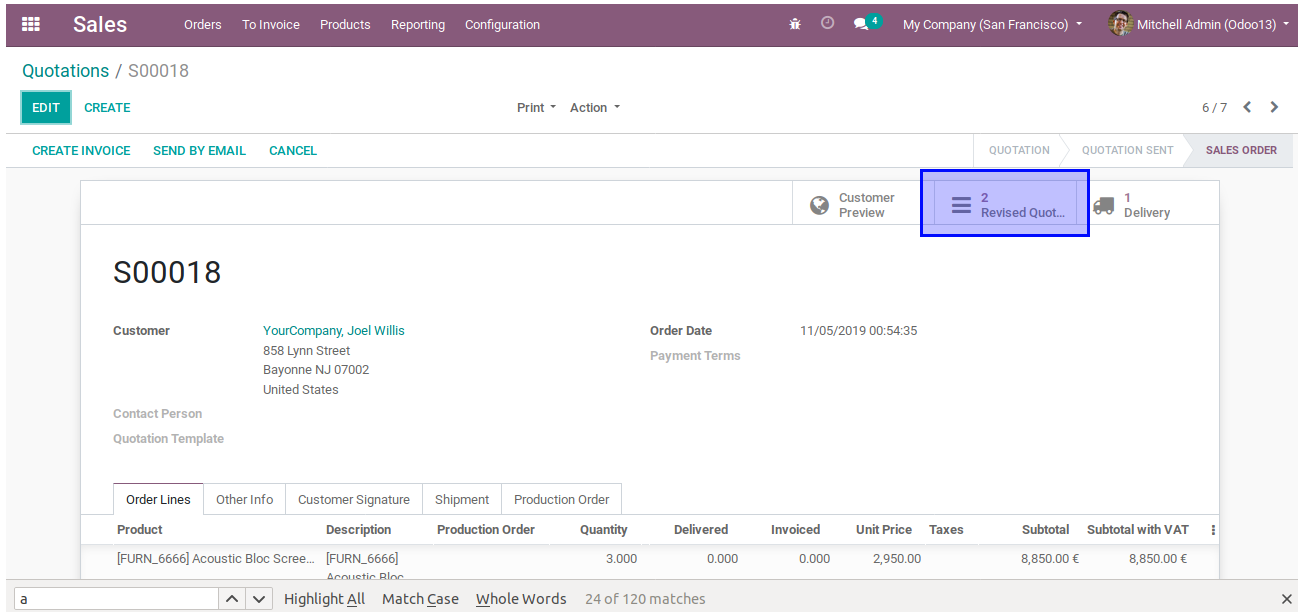 Sales Orders To Invoice Products Reporting Configuration 4 My Company (San Francisco) Mitchell Admin (Odoo13)
Quotations / S00018
EDIT CREATE Print Action 6 / 7
CREATE INVOICE SEND BY EMAIL CANCEL QUOTATION QUOTATION SENT SALES ORDER
Customer 2 1
Preview Revised Quot... Delivery
S00018
Customer YourCompany, Joel Willis Order Date 11/05/2019 00:54:35
858 Lynn Street
Payment Terms
Bayonne NJ 07002
United States
Contact Person
Quotation Template
Order Lines Other Info Customer Signature Shipment Production Order
Product Description Production Order Quantity Delivered Invoiced Unit Price Taxes Subtotal Subtotal with VAT
[FURN_6666] Acoustic Bloc Scree... [FURN_6666] 3.000 0.000 0.000 2,950.00 8,850.00 € 8,850.00 €
Acoustic Bloc
a Highlight All Match Case Whole Words 24 of 120 matches